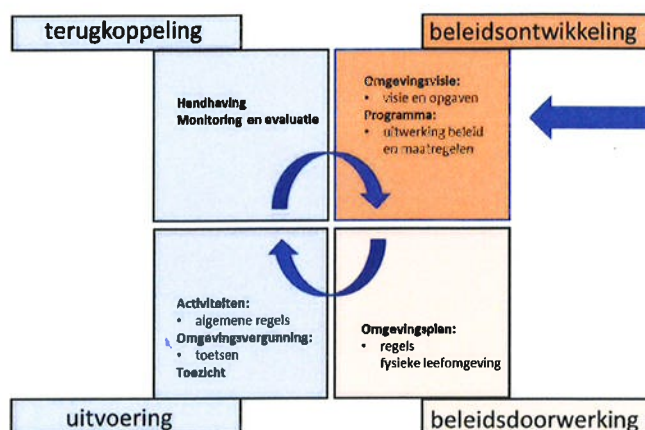 terugkoppeling
beleidsontwikkeling
Handhaving
Monitoring en evaluatie
Omgevingsvisie:
• visie en opgaven
Programma:
• uitwerking beleid
en maatregelen
Activiteiten:
• algemene regels
Omgevingsvergunning:
• toetsen
Toezicht
Omgevingsplan:
• regels
fysieke leefomgeving
uitvoering
beleidsdoorwerking